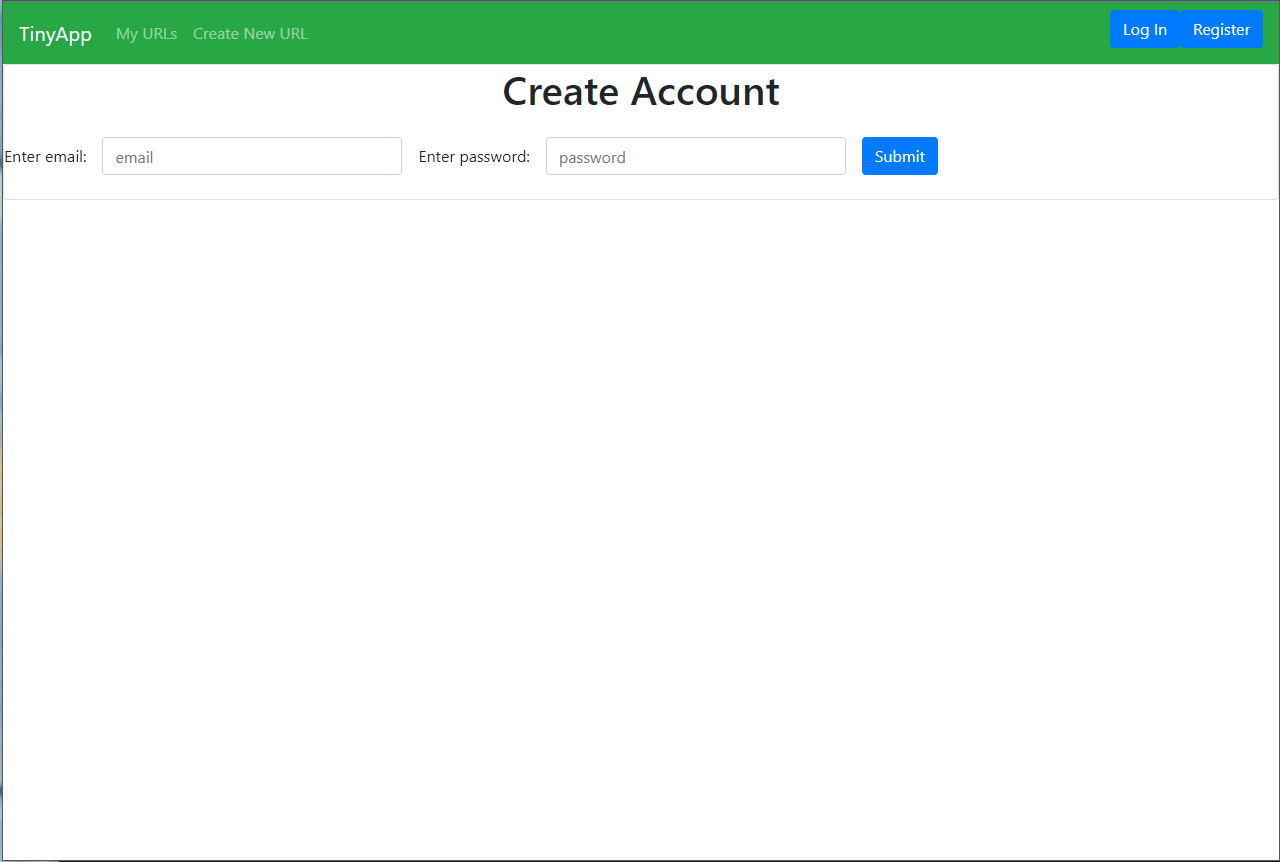 TinyApp My URLs Create New URL Log In Register
Create Account
Enter email: email Enter password: password Submit